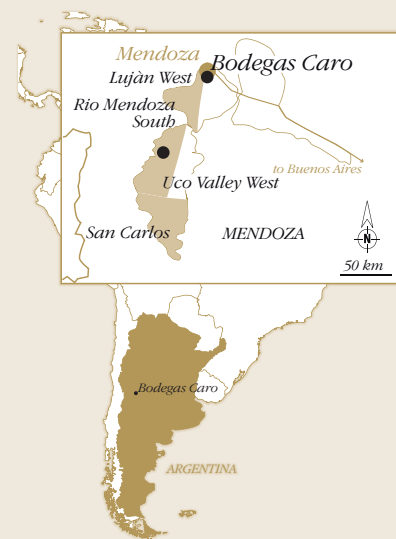 Mendoza
Bodegas Caro
Lujàn West
Rio Mendoza
South
to Buenos Aires
Uco Valley West
San Carlos
MENDOZA
N
50 km
Bodegas Caro
ARGENTINA